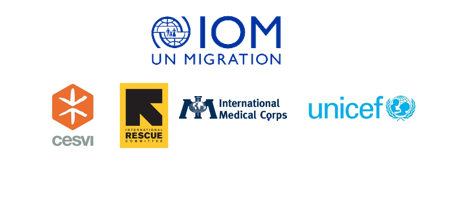 IOM
UN MIGRATION
cesvi
INTERNATIONAL
RESCUE
COMMITTEE
International
Medical Corps
unicef